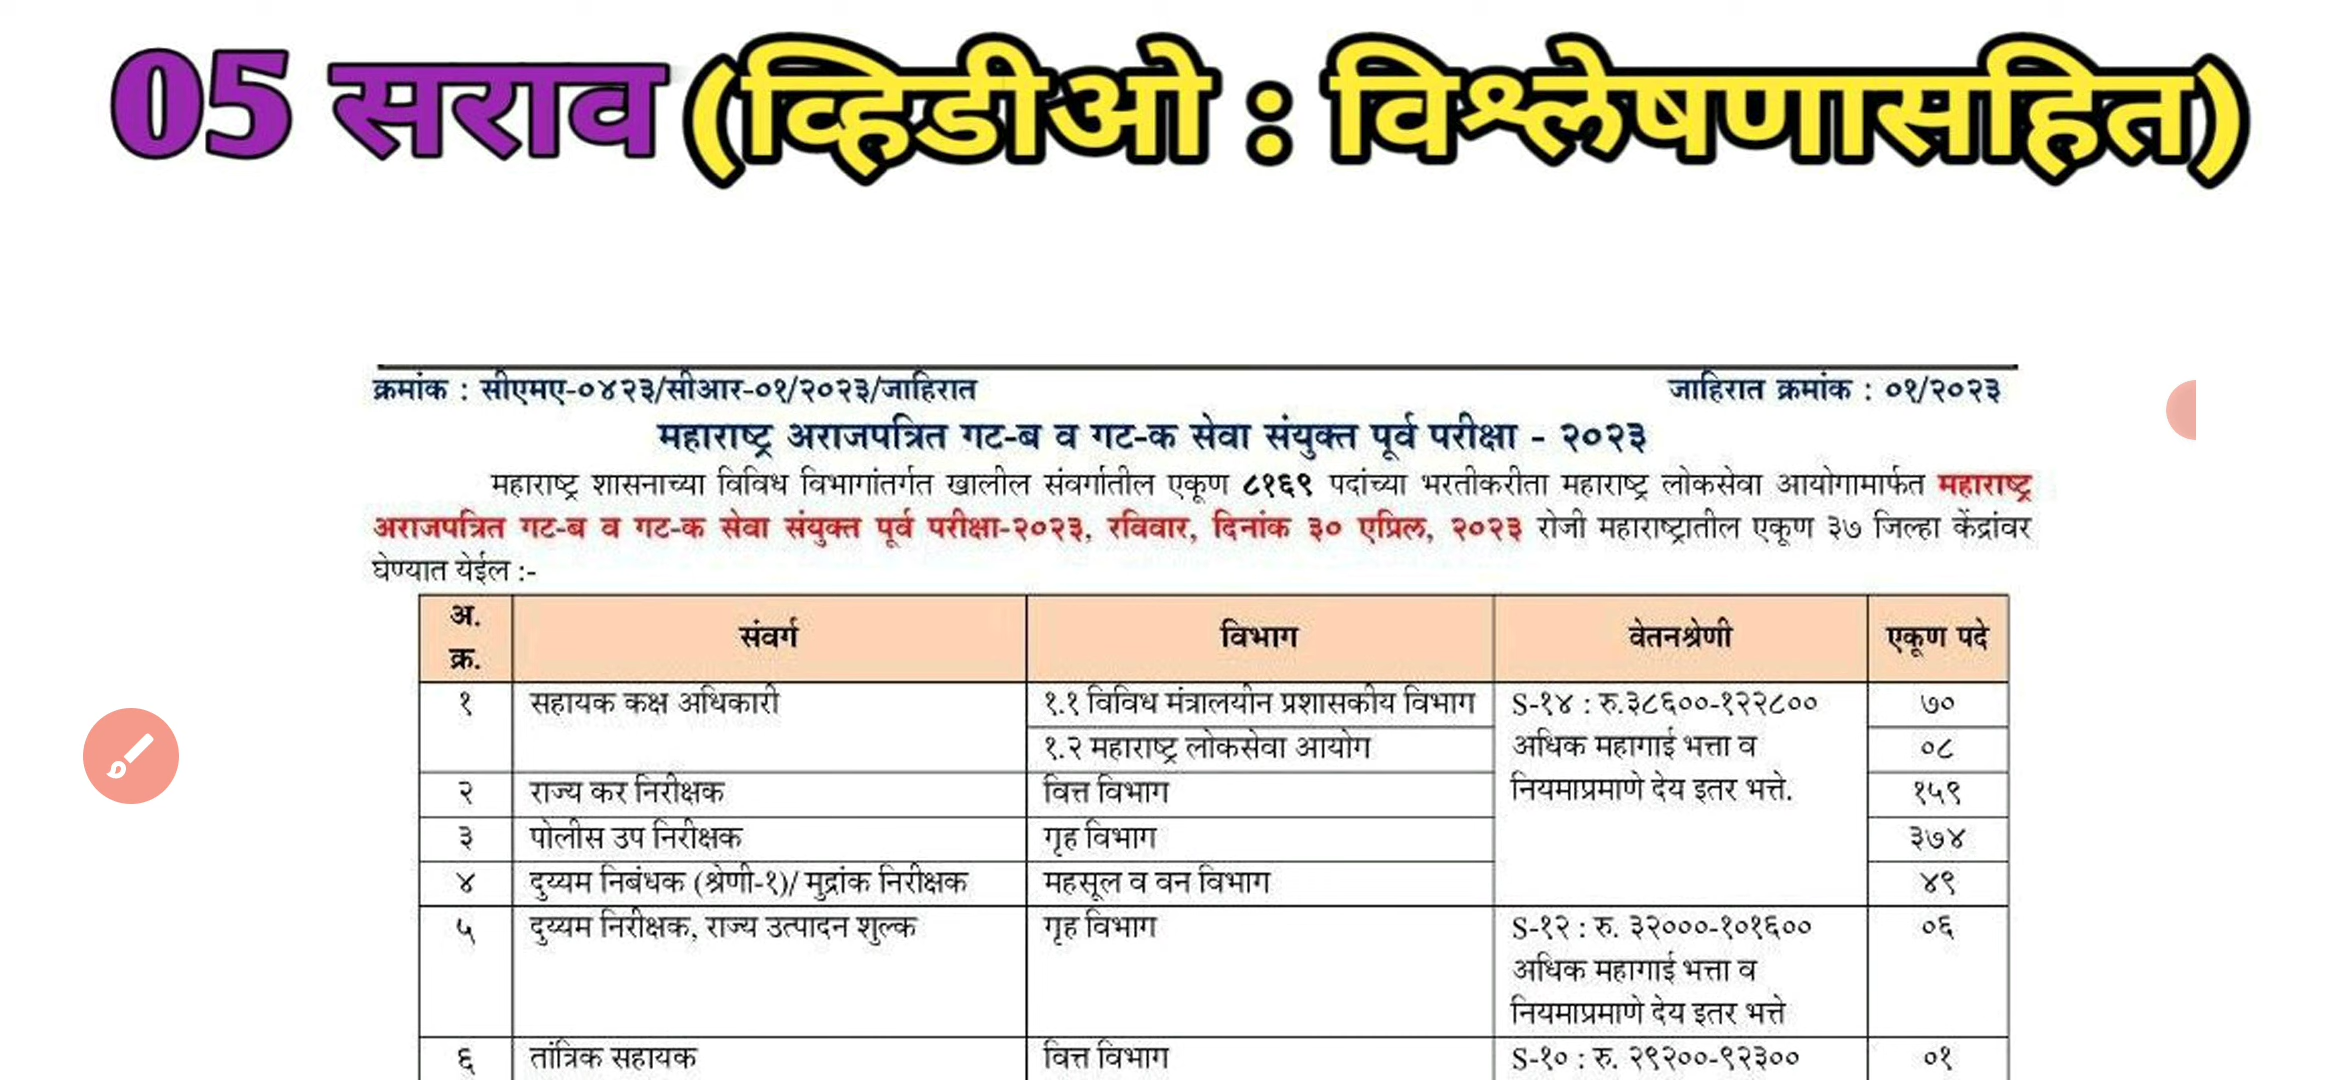 05 सराव (व्हिडीओ : विश्लेषणासहित)
क्रमांक : सीएमए-०४२३/सीआर-०१/२०२३/जाहिरात जाहिरात क्रमांक : ०१/२०२३
महाराष्ट्र अराजपत्रित गट-ब व गट-क सेवा संयुक्त पूर्व परीक्षा - २०२३
महाराष्ट्र शासनाच्या विविध विभागांतर्गत खालील संवर्गातील एकूण ८१६९ पदांच्या भरतीकरीता महाराष्ट्र लोकसेवा आयोगामार्फत महाराष्ट्र
अराजपत्रित गट-ब व गट-क सेवा संयुक्त पूर्व परीक्षा-२०२३, रविवार, दिनांक ३० एप्रिल, २०२३ रोजी महाराष्ट्रातील एकूण ३७ जिल्हा केंद्रांवर
घेण्यात येईल :-
अ. क्र. संवर्ग विभाग वेतनश्रेणी एकूण पदे
१ सहायक कक्ष अधिकारी १.१ विविध मंत्रालयीन प्रशासकीय विभाग S-१४ : रु.३८६००-१२२८०० ७०
१.२ महाराष्ट्र लोकसेवा आयोग अधिक महागाई भत्ता व ०८
२ राज्य कर निरीक्षक वित्त विभाग नियमाप्रमाणे देय इतर भत्ते. १५९
३ पोलीस उप निरीक्षक गृह विभाग ३७४
४ दुय्यम निबंधक (श्रेणी-१)/ मुद्रांक निरीक्षक महसूल व वन विभाग ४९
५ दुय्यम निरीक्षक, राज्य उत्पादन शुल्क गृह विभाग S-१२ : रु. ३२०००-१०१६०० ०६
अधिक महागाई भत्ता व
नियमाप्रमाणे देय इतर भत्ते
६ तांत्रिक सहायक वित्त विभाग S-१० : रु. २९२००-९२३०० ०१